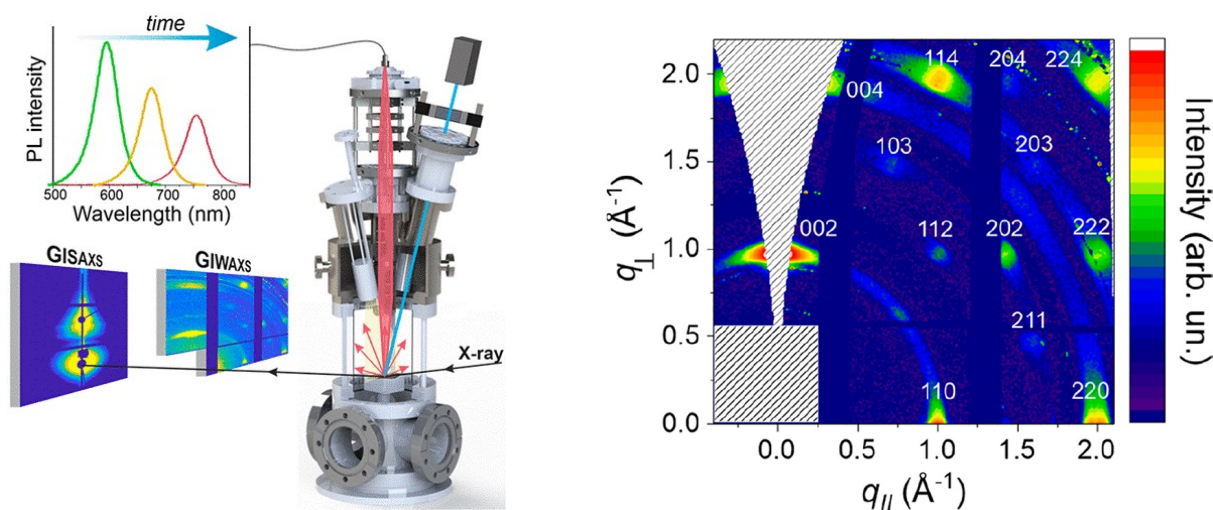 time
PL intensity
500 600 700 800
Wavelength (nm)
GISAXS
GIWAXS
X-ray
q⊥ (Å⁻¹)
2.0
1.5
1.0
0.5
0.0
114 204 224
004
103 203
002 112 202 222
211
110 220
0.0 0.5 1.0 1.5 2.0
q|| (Å⁻¹)
Intensity (arb. un.)